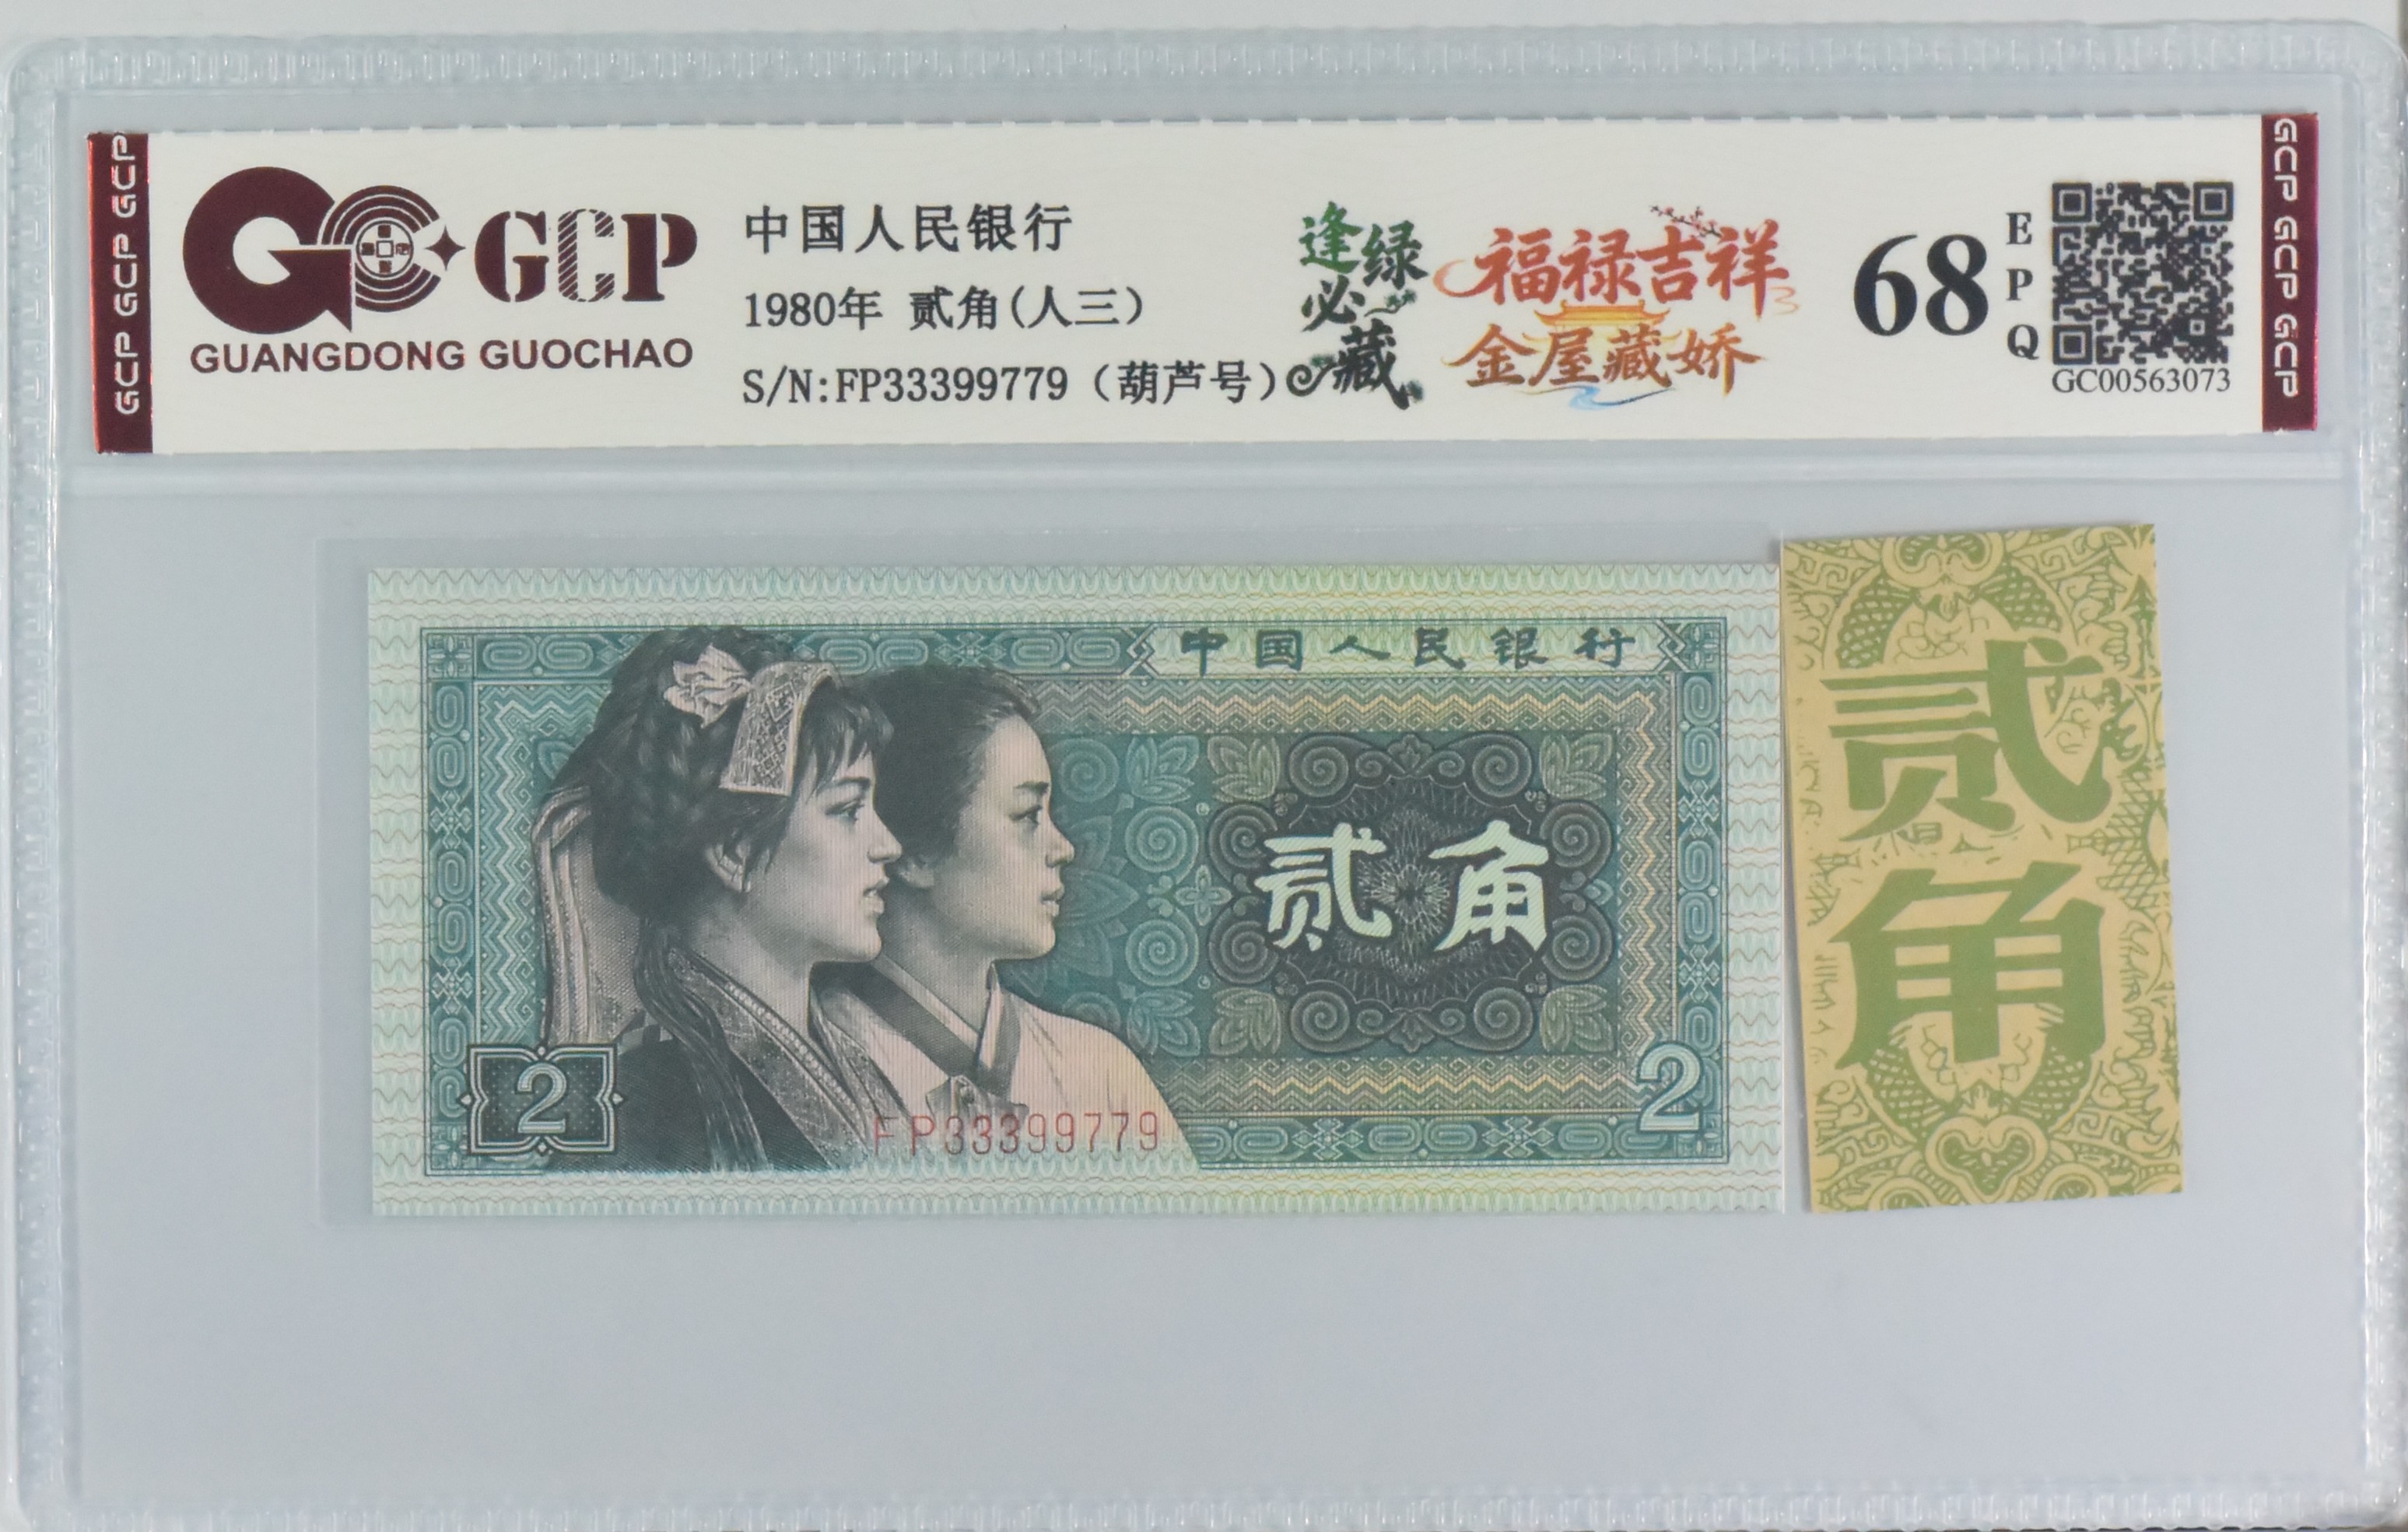 GCP GCP GCP
GCP
GUANGDONG GUOCHAO
中国人民银行
1980年 贰角(人三)
S/N:FP33399779（葫芦号）
逢绿必藏
福禄吉祥
金屋藏娇
68
EPQ
GC00563073
GCP GCP GCP
中国人民银行
贰角
2
2
FP33399779
贰角